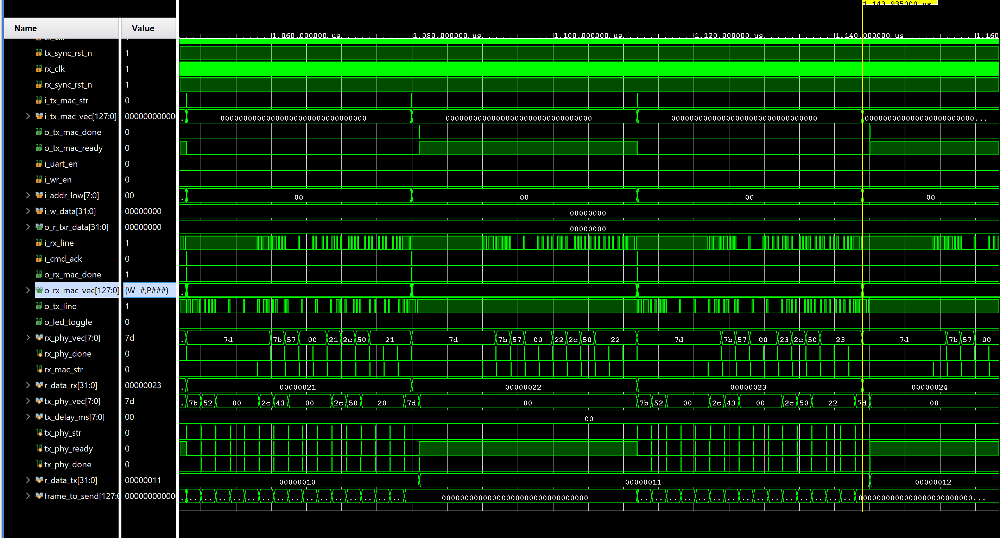 1,143.935000 us
Name Value
1,060.000000 us 1,080.000000 us 1,100.000000 us 1,120.000000 us 1,140.000000 us 1,160
tx_clk
tx_sync_rst_n 1
rx_clk 1
rx_sync_rst_n 1
i_tx_mac_str 0
i_tx_mac_vec[127:0] 000000000000 . 00000000000000000000000000000000 00000000000000000000000000000000 00000000000000000000000000000000 000000000000000000000000...
o_tx_mac_done 0
o_tx_mac_ready 0
i_uart_en 0
i_wr_en 0
i_addr_low[7:0] 00 . 00 00 00 00
i_w_data[31:0] 00000000 00000000
o_r_txr_data[31:0] 00000000 00000000
i_rx_line 1
i_cmd_ack 0
o_rx_mac_done 1
o_rx_mac_vec[127:0] {W #,P###} .
o_tx_line 1
o_led_toggle 0
rx_phy_vec[7:0] 7d . 7d 7b 57 00 21 2c 50 21 7d 7b 57 00 22 2c 50 22 7d 7b 57 00 23 2c 50 23 7d 7b 57 00
rx_phy_done 0
rx_mac_str 0
r_data_rx[31:0] 00000023 . 00000021 00000022 00000023 00000024
tx_phy_vec[7:0] 7d . 7b 52 00 2c 43 00 2c 50 20 7d 00 7b 52 00 2c 43 00 2c 50 22 7d 00
tx_delay_ms[7:0] 00 00
tx_phy_str 0
tx_phy_ready 0
tx_phy_done 0
r_data_tx[31:0] 00000011 00000010 00000011 00000012
frame_to_send[127:0 000000000000 . .. .. .. .. .. .. .. .. .. .. .. .. .. .. .. 00000000000000000000000000000000 .. .. .. .. .. .. .. .. .. .. .. .. .. .. .. 0000000000000000000000000...